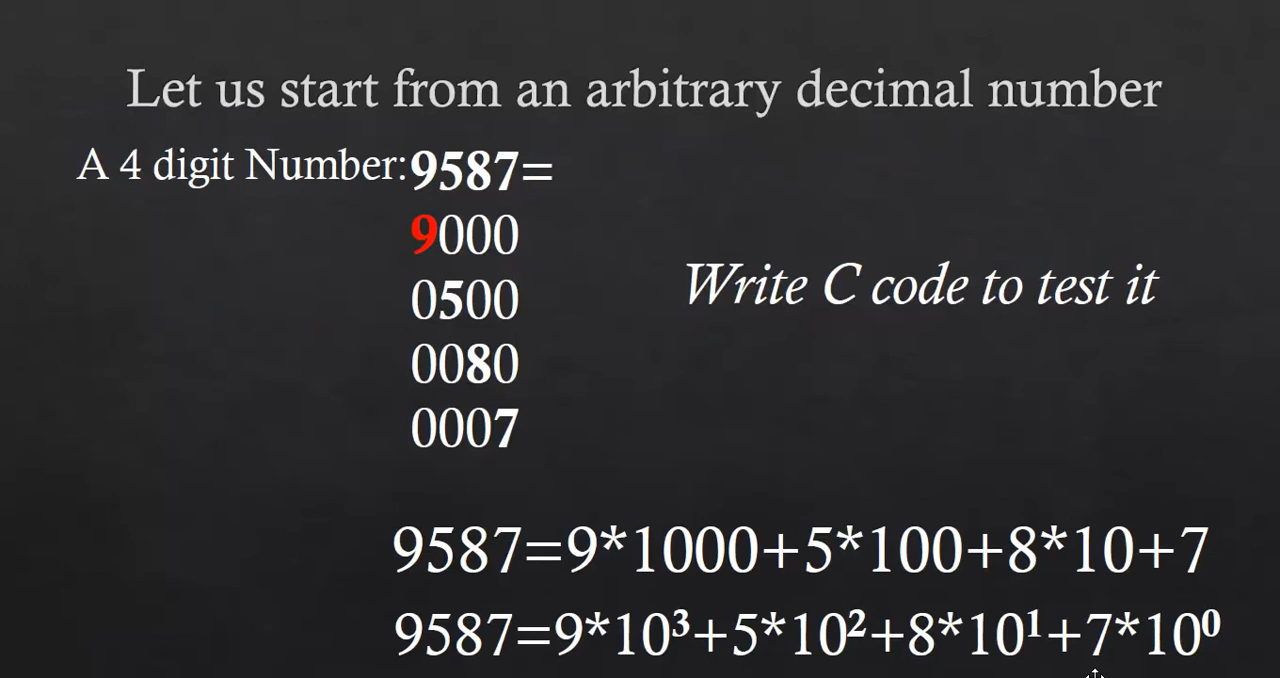 Let us start from an arbitrary decimal number
A 4 digit Number:9587=
9000
0500
Write C code to test it
0080
0007
9587=9*1000+5*100+8*10+7
9587=9*10³+5*10²+8*10¹+7*10⁰